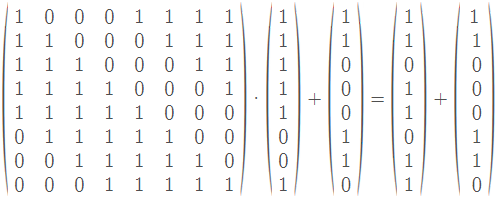 1 0 0 0 1 1 1 1 1 1 1 1
1 1 0 0 0 1 1 1 1 1 1 1
1 1 1 0 0 0 1 1 1 0 0 0
1 1 1 1 0 0 0 1 1 0 1 0
· + = +
1 1 1 1 1 0 0 0 1 0 1 0
0 1 1 1 1 1 0 0 0 1 0 1
0 0 1 1 1 1 1 0 0 1 1 1
0 0 0 1 1 1 1 1 1 0 1 0